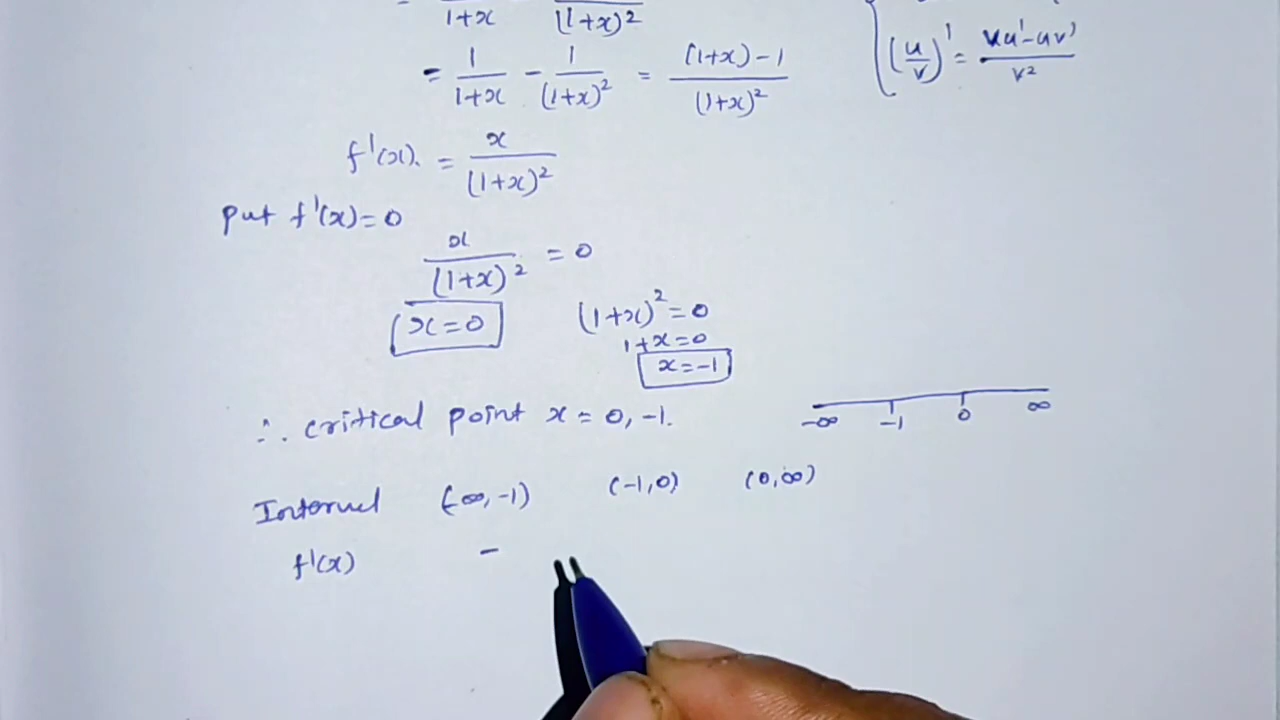 = 1+x (1+x)²
= 1/(1+x) - 1/(1+x)² = ((1+x)-1)/(1+x)²
(u/v)' = (vu'-uv')/v²
f'(x). = x/(1+x)²
put f'(x)=0
x/(1+x)² = 0
x=0 (1+x)²=0
1+x=0
x=-1
∴ critical point x = 0, -1.
-∞ -1 0 ∞
Interval (-∞,-1) (-1,0) (0,∞)
f'(x) -